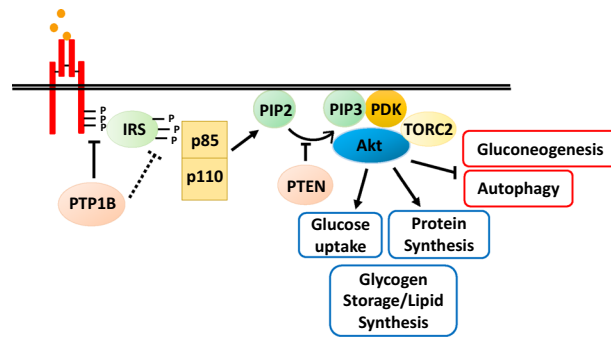 P
P
P
IRS
P
P
P
p85
p110
PIP2
PIP3
PDK
TORC2
Akt
PTEN
PTP1B
Gluconeogenesis
Autophagy
Glucose
uptake
Protein
Synthesis
Glycogen
Storage/Lipid
Synthesis